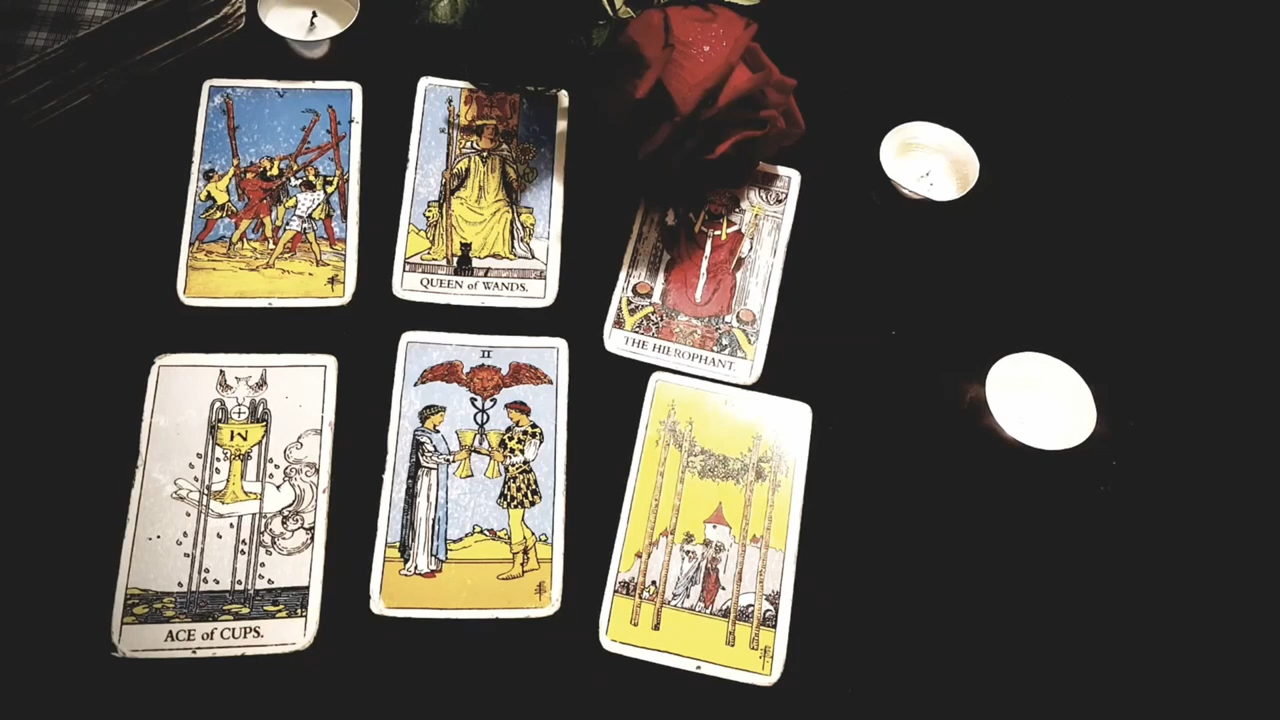 QUEEN of WANDS.
THE HIEROPHANT.
II
W
ACE of CUPS.